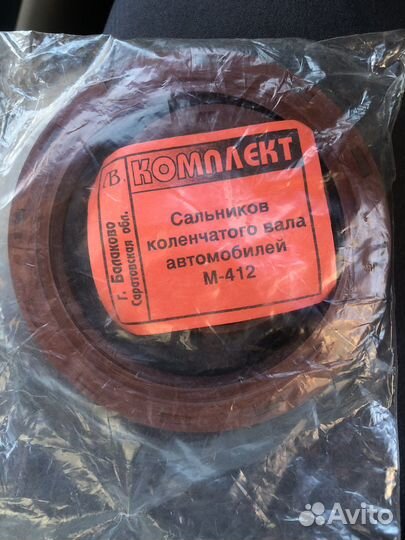 КОМПЛЕКТ
Сальников
коленчатого вала
автомобилей
М-412
г. Балаково
Саратовская обл.
Avito